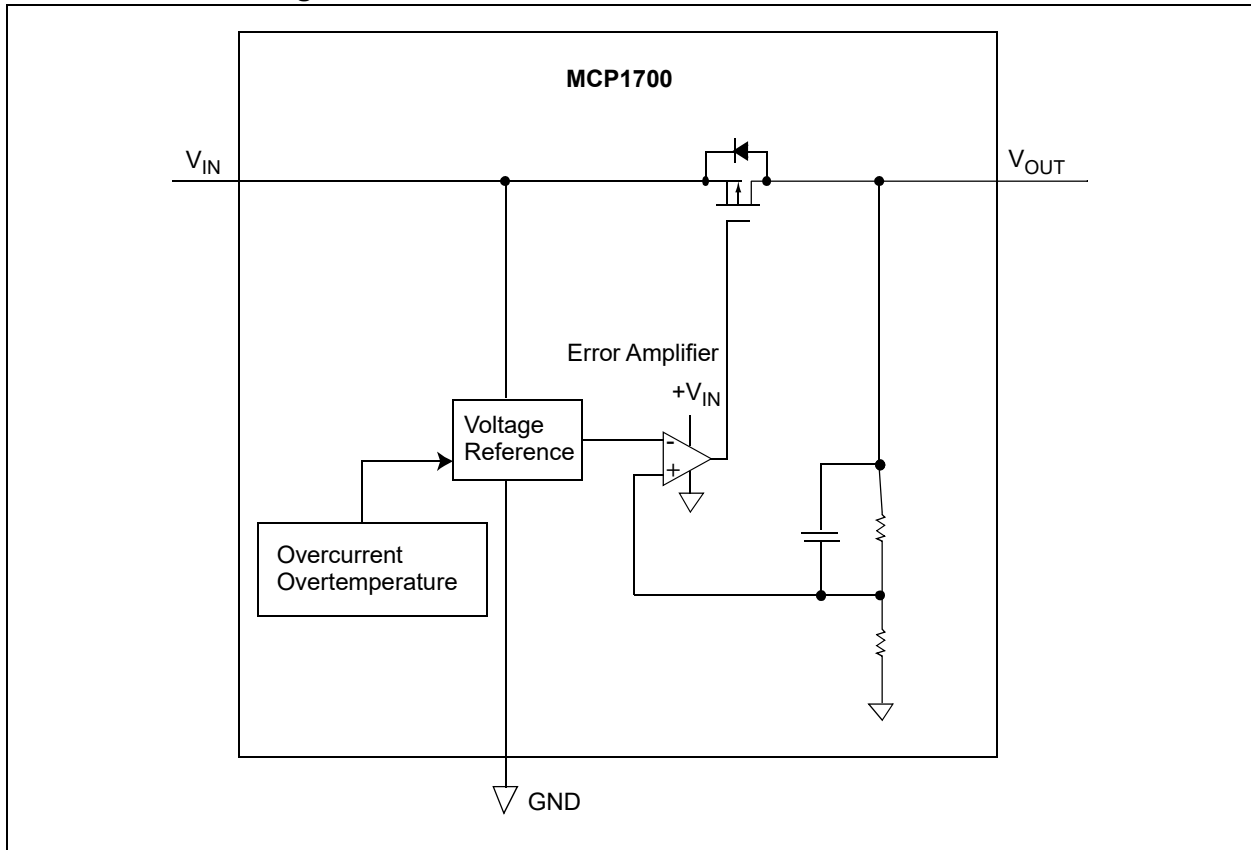 MCP1700
VIN
VOUT
Error Amplifier
+VIN
Voltage
Reference
-
+
Overcurrent
Overtemperature
GND